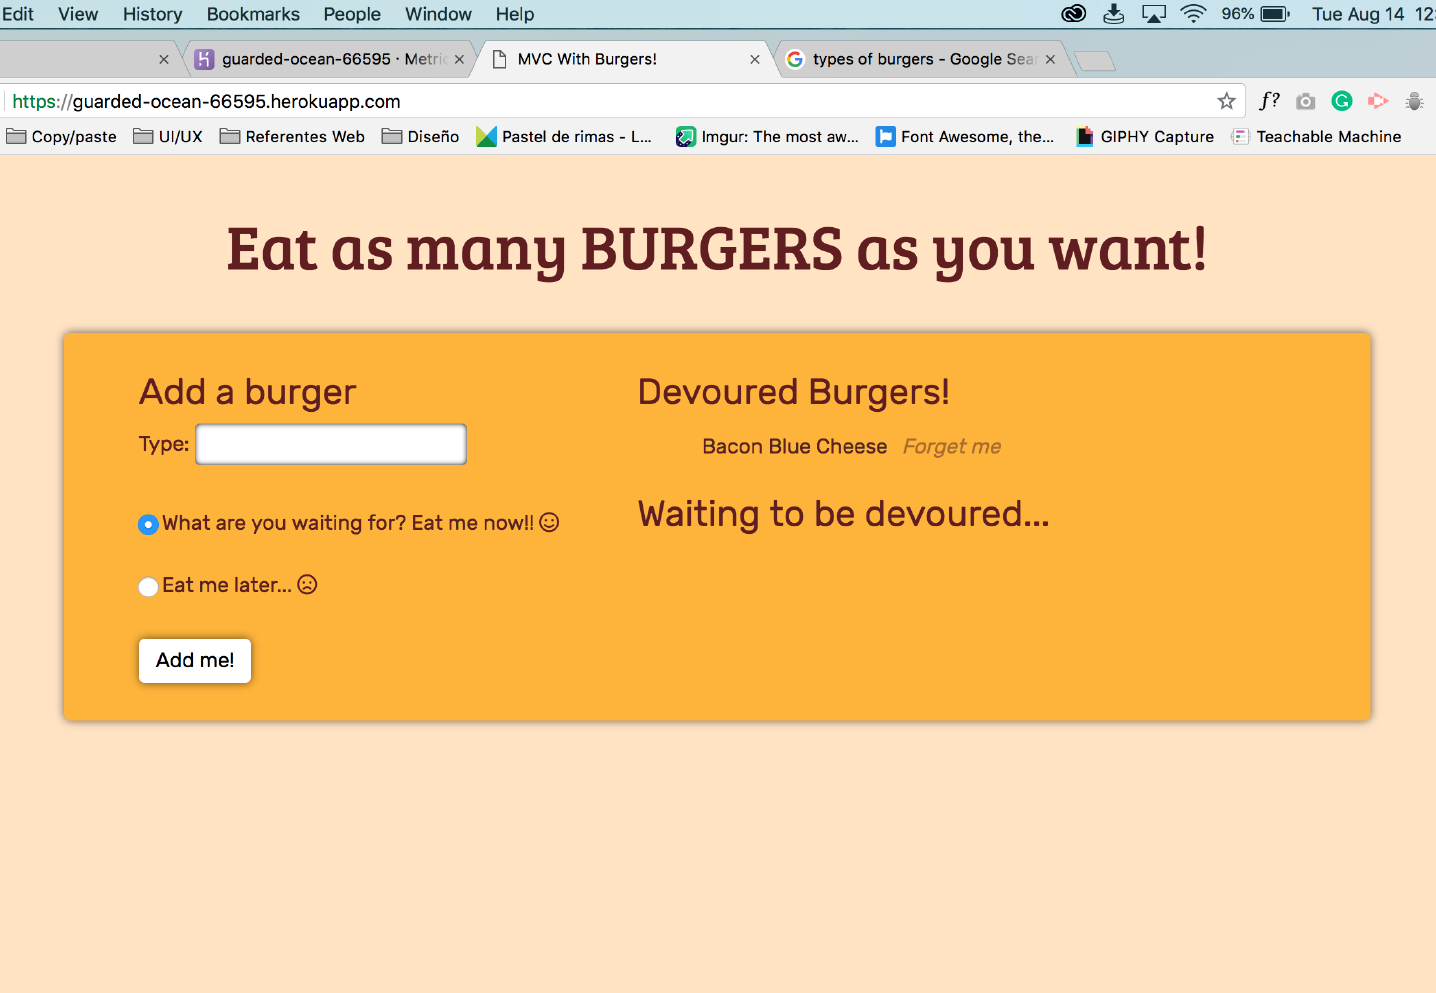 Edit View History Bookmarks People Window Help 96% Tue Aug 14 12:
guarded-ocean-66595 · Metric MVC With Burgers! types of burgers - Google Sear
https://guarded-ocean-66595.herokuapp.com f?
Copy/paste UI/UX Referentes Web Diseño Pastel de rimas - L... Imgur: The most aw... Font Awesome, the... GIPHY Capture Teachable Machine
Eat as many BURGERS as you want!
Add a burger
Type:
What are you waiting for? Eat me now!!
Eat me later...
Add me!
Devoured Burgers!
Bacon Blue Cheese Forget me
Waiting to be devoured...